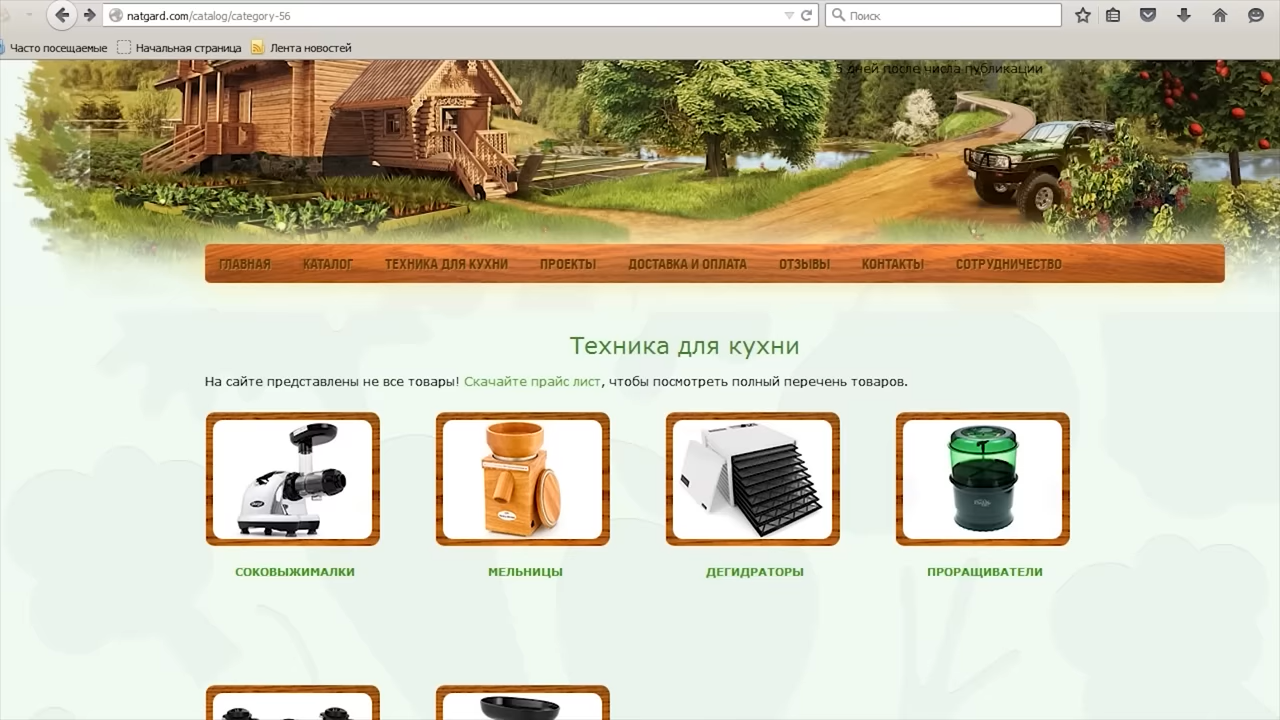 natgard.com/catalog/category-56
Поиск
Часто посещаемые
Начальная страница
Лента новостей
5 дней после числа публикации
ГЛАВНАЯ
КАТАЛОГ
ТЕХНИКА ДЛЯ КУХНИ
ПРОЕКТЫ
ДОСТАВКА И ОПЛАТА
ОТЗЫВЫ
КОНТАКТЫ
СОТРУДНИЧЕСТВО
Техника для кухни
На сайте представлены не все товары! Скачайте прайс лист, чтобы посмотреть полный перечень товаров.
СОКОВЫЖИМАЛКИ
МЕЛЬНИЦЫ
ДЕГИДРАТОРЫ
ПРОРАЩИВАТЕЛИ